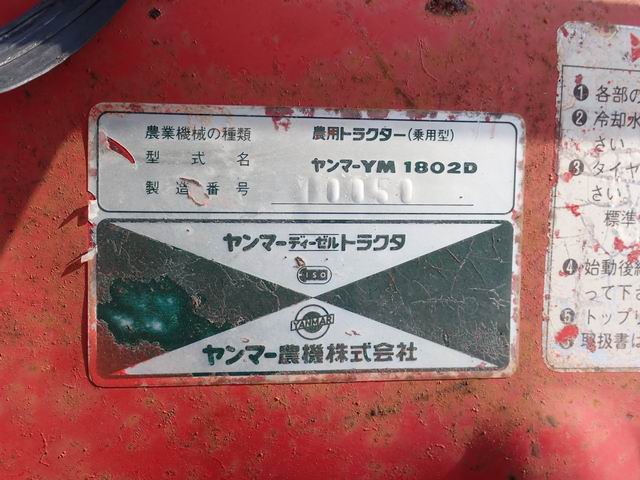 農業機械の種類 農用トラクター(乗用型)
型式名 ヤンマーYM 1802D
製造番号 10050
ヤンマーディーゼルトラクタ
ISO
YANMAR
ヤンマー農機株式会社
❶ 各部の
❷ 冷却水
さい
❸ タイヤ
さい
標準
❹ 始動後
って下
❺ トップリ
取扱書は